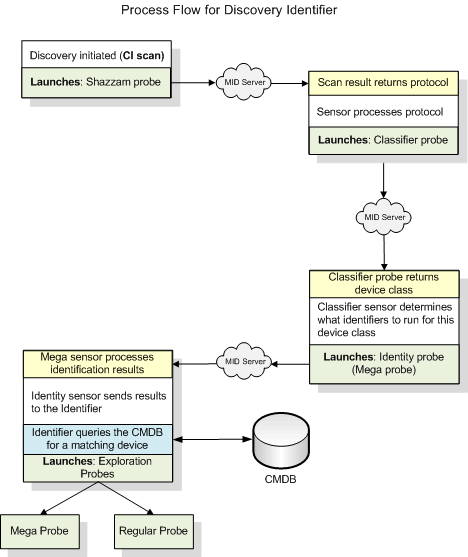 Process Flow for Discovery Identifier
Discovery initiated (CI scan)
Launches: Shazzam probe
MID Server
Scan result returns protocol
Sensor processes protocol
Launches: Classifier probe
MID Server
Classifier probe returns
device class
Classifier sensor determines
what identifiers to run for this
device class
Launches: Identity probe
(Mega probe)
MID Server
Mega sensor processes
identification results
Identity sensor sends results
to the Identifier
Identifier queries the CMDB
for a matching device
Launches: Exploration
Probes
CMDB
Mega Probe
Regular Probe